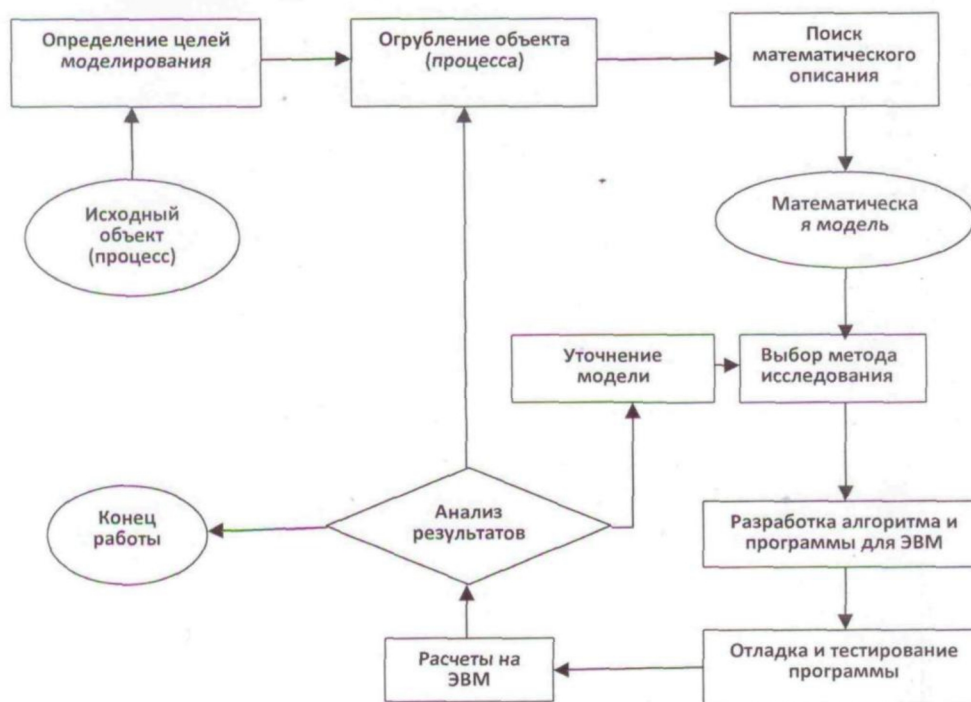 Определение целей
моделирования
Огрубление объекта
(процесса)
Поиск
математического
описания
Исходный
объект
(процесс)
Математическа
я модель
Уточнение
модели
Выбор метода
исследования
Конец
работы
Анализ
результатов
Разработка алгоритма и
программы для ЭВМ
Расчеты на
ЭВМ
Отладка и тестирование
программы